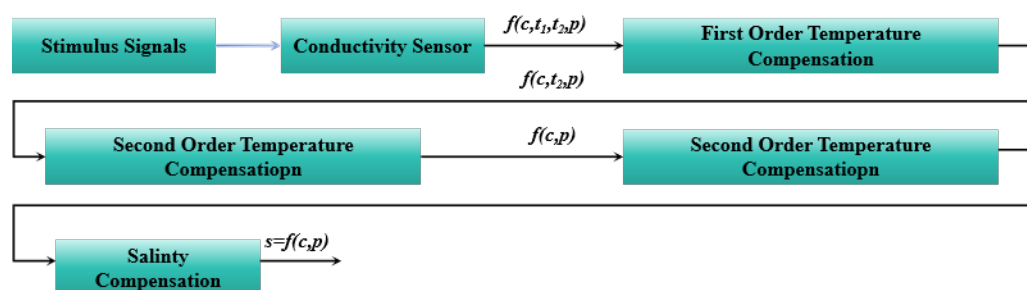 f(c,t₁,t₂,p)
Stimulus Signals
Conductivity Sensor
First Order Temperature
Compensation
f(c,t₂,p)
Second Order Temperature
Compensatiopn
f(c,p)
Second Order Temperature
Compensatiopn
Salinty
Compensation
s=f(c,p)